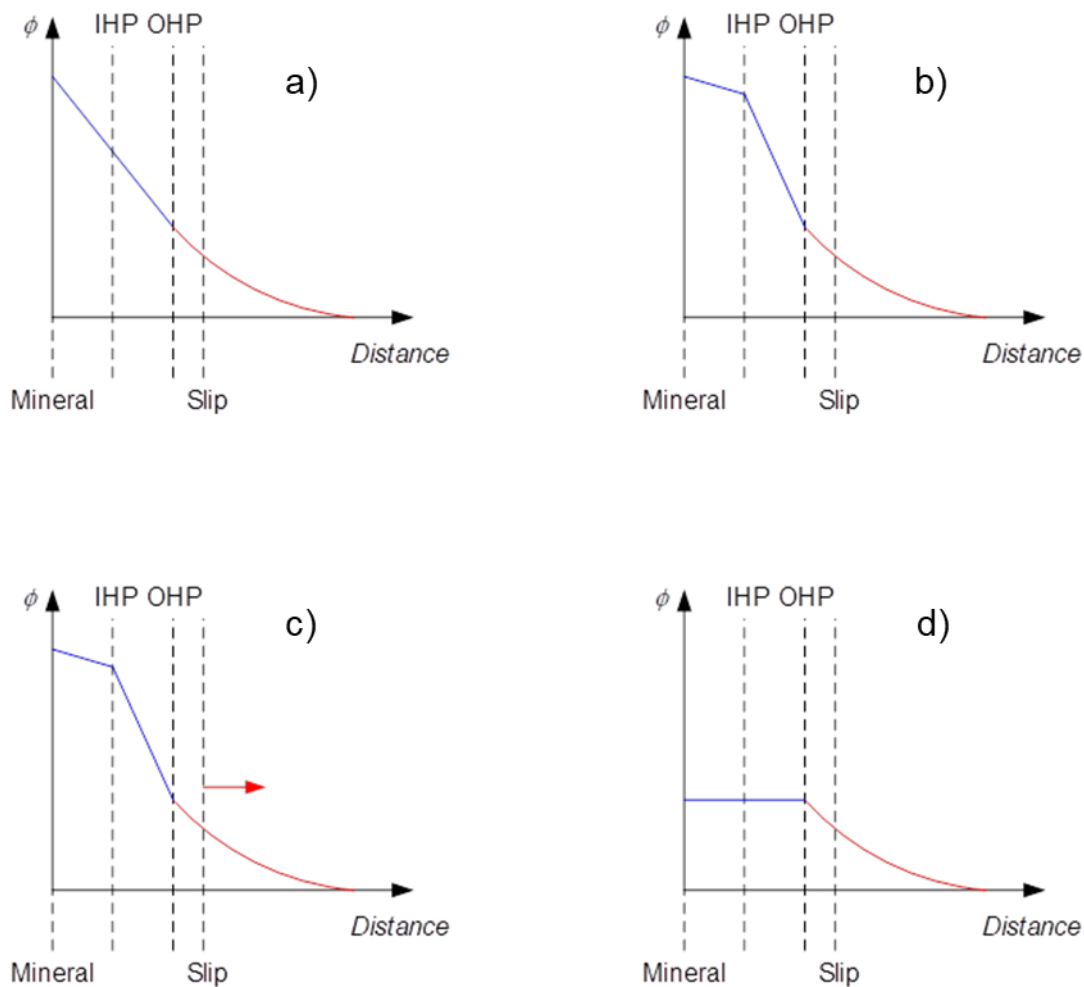 ϕ IHP OHP
a)
Distance
Mineral Slip
ϕ IHP OHP
b)
Distance
Mineral Slip
ϕ IHP OHP
c)
Distance
Mineral Slip
ϕ IHP OHP
d)
Distance
Mineral Slip